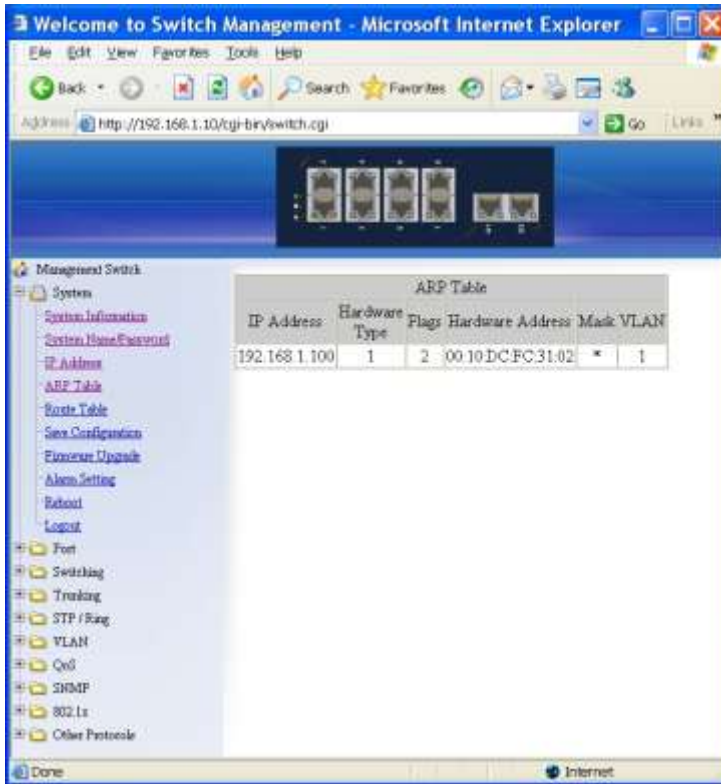 Welcome to Switch Management - Microsoft Internet Explorer
File Edit View Favorites Tools Help
Back Search Favorites
Address http://192.168.1.10/cgi-bin/switch.cgi Go Links »
Management Switch
System
System Information
System Name/Password
IP Address
ARP Table
Route Table
Save Configuration
Firmware Upgrade
Alarm Setting
Reboot
Logout
Port
Switching
Trunking
STP / Ring
VLAN
QoS
SNMP
802.1x
Other Protocols
ARP Table
IP Address Hardware Type Flags Hardware Address Mask VLAN
192.168.1.100 1 2 00:10:DC:FC:31:02 * 1
Done Internet